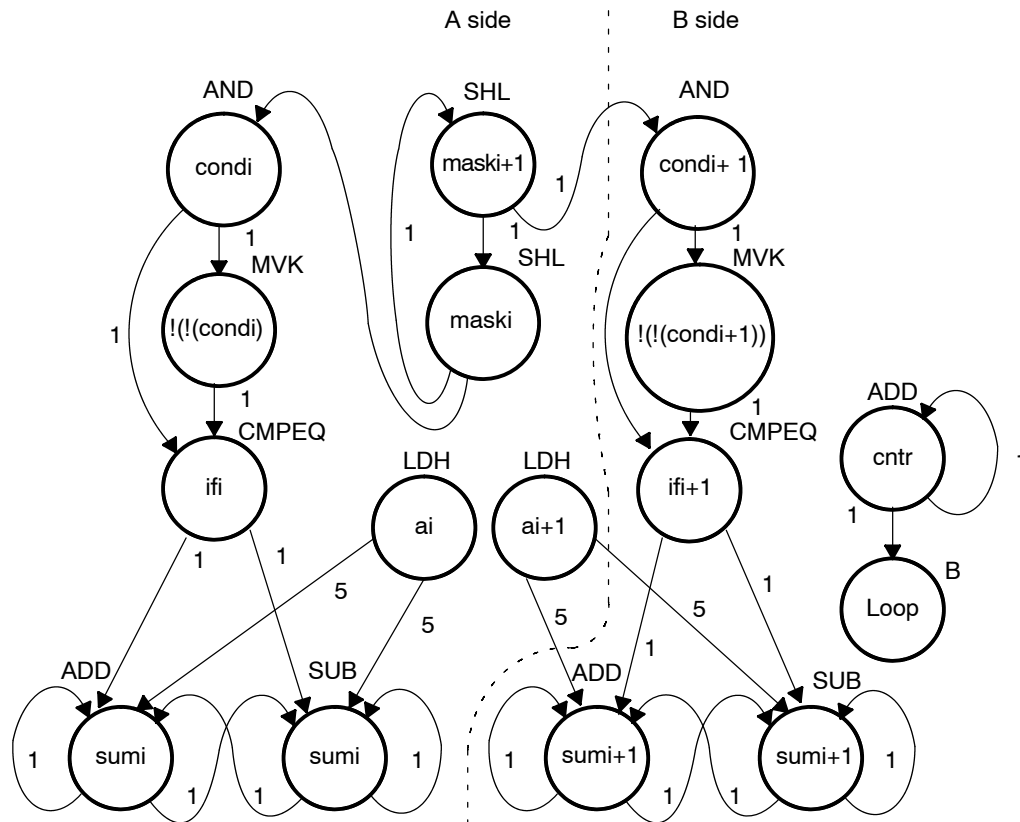 A side
B side
AND
SHL
AND
condi
maski+1
condi+ 1
1
1
1
1
1
MVK
SHL
MVK
!(!(condi)
maski
!(!(condi+1))
1
1
1
CMPEQ
CMPEQ
ADD
ifi
LDH
LDH
ifi+1
cntr
ai
ai+1
1
1
1
B
Loop
5
5
5
5
1
1
ADD
SUB
ADD
SUB
sumi
sumi
sumi+1
sumi+1
1
1
1
1
1
1
1
1